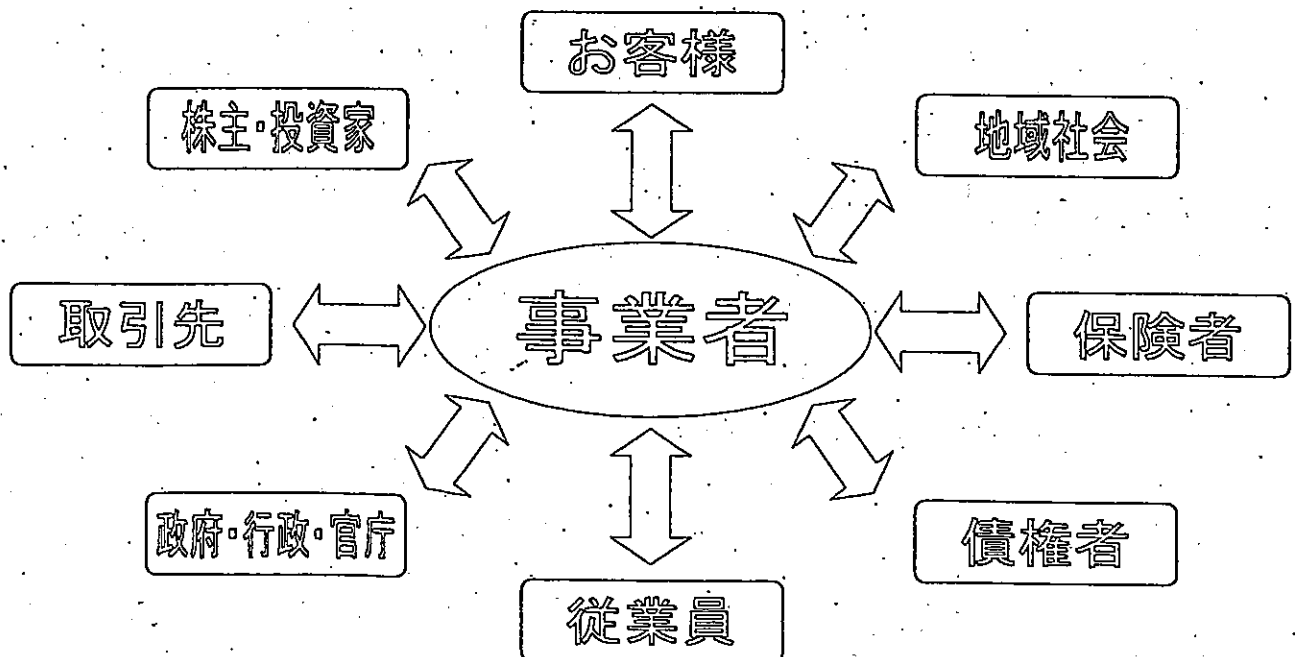 お客様
株主・投資家
地域社会
取引先
事業者
保険者
政府・行政・官庁
債権者
従業員